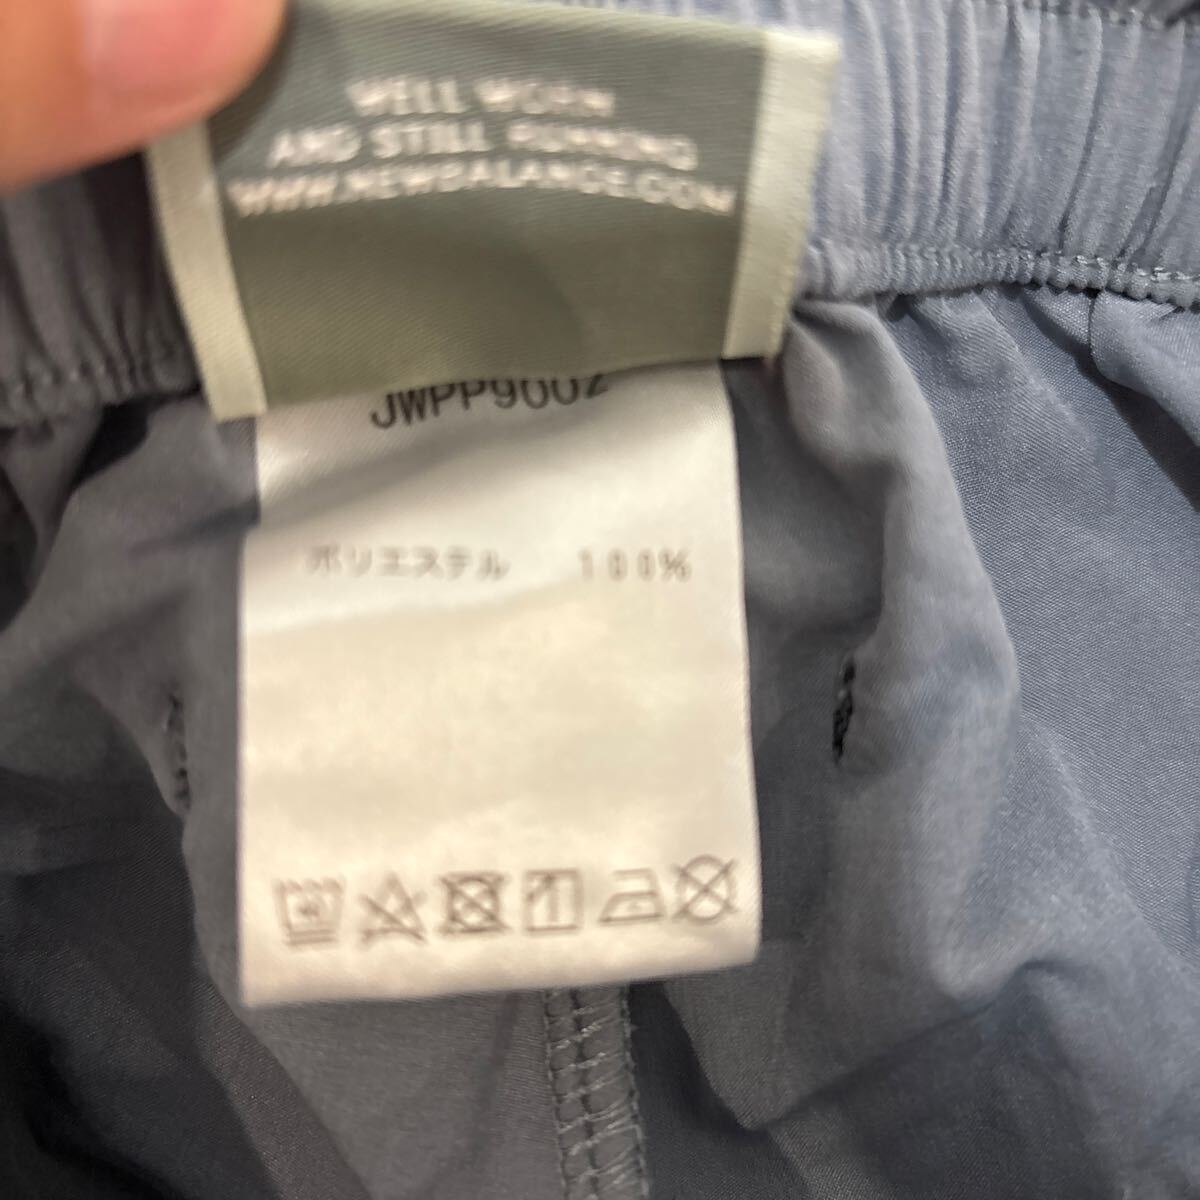 WELL WORN
AND STILL RUNNING
WWW.NEWBALANCE.COM
JWPP9002
ポリエステル 100%